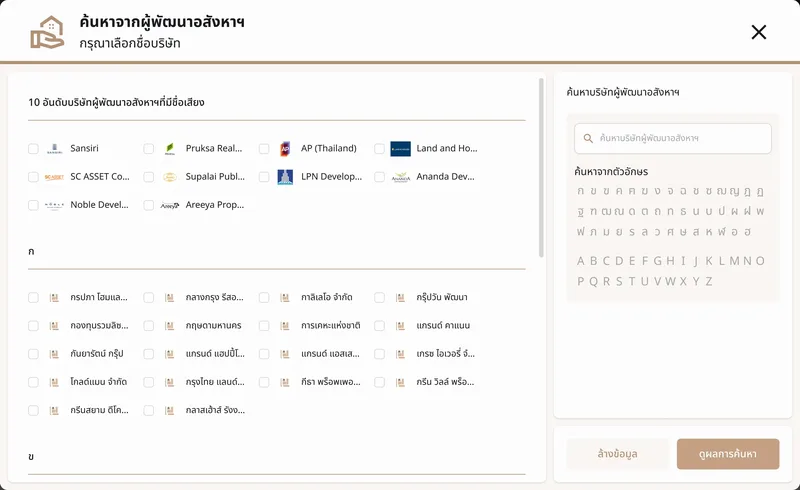 ค้นหาจากผู้พัฒนาอสังหาฯ
กรุณาเลือกชื่อบริษัท
10 อันดับบริษัทผู้พัฒนาอสังหาฯที่มีชื่อเสียง
Sansiri
Pruksa Real...
AP (Thailand)
Land and Ho...
SC ASSET Co...
Supalai Publ...
LPN Develop...
Ananda Dev...
Noble Devel...
Areeya Prop...
ก
กรปภา โฮมแล...
กลางกรุง รีสอ...
กาลิเลโอ จำกัด
กรุ๊ปวัน พัฒนา
กองทุนรวมลิข...
กฤษดามหานคร
การเคหะแห่งชาติ
แกรนด์ คาแนน
กันยารัตน์ กรุ๊ป
แกรนด์ แฮปปี้โ...
แกรนด์ แอสเส...
เกรซ ไอเวอรี่ จํ...
โกลด์แมน จำกัด
กรุงไทย แลนด์...
กีธา พร็อพเพอ...
กรีน วิลล์ พร็อ...
กรีนสยาม ดีโค...
กลาสเฮ้าส์ รังง...
ข
ค้นหาบริษัทผู้พัฒนาอสังหาฯ
ค้นหาบริษัทผู้พัฒนาอสังหาฯ
ค้นหาจากตัวอักษร
ก ข ฃ ค ฅ ฆ ง จ ฉ ช ซ ฌ ญ ฎ ฏ
ฐ ฑ ฒ ณ ด ต ถ ท ธ น บ ป ผ ฝ พ
ฟ ภ ม ย ร ล ว ศ ษ ส ห ฬ อ ฮ
A B C D E F G H I J K L M N O
P Q R S T U V W X Y Z
ล้างข้อมูล
ดูผลการค้นหา